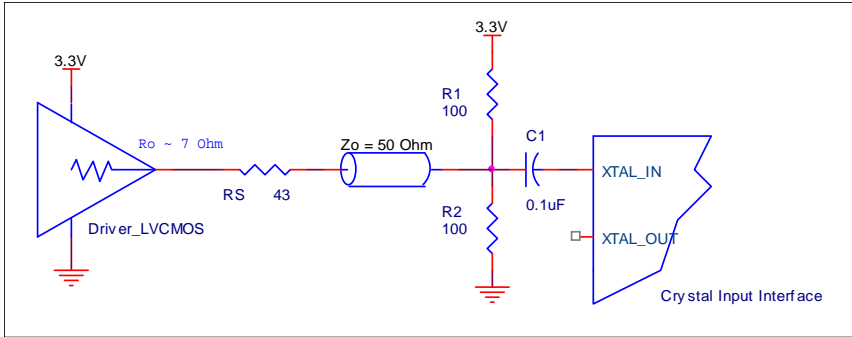 3.3V
3.3V
R1
100
C1
Ro ~ 7 Ohm
Zo = 50 Ohm
XTAL_IN
RS 43
0.1uF
R2
100
XTAL_OUT
Driver_LVCMOS
Crystal Input Interface